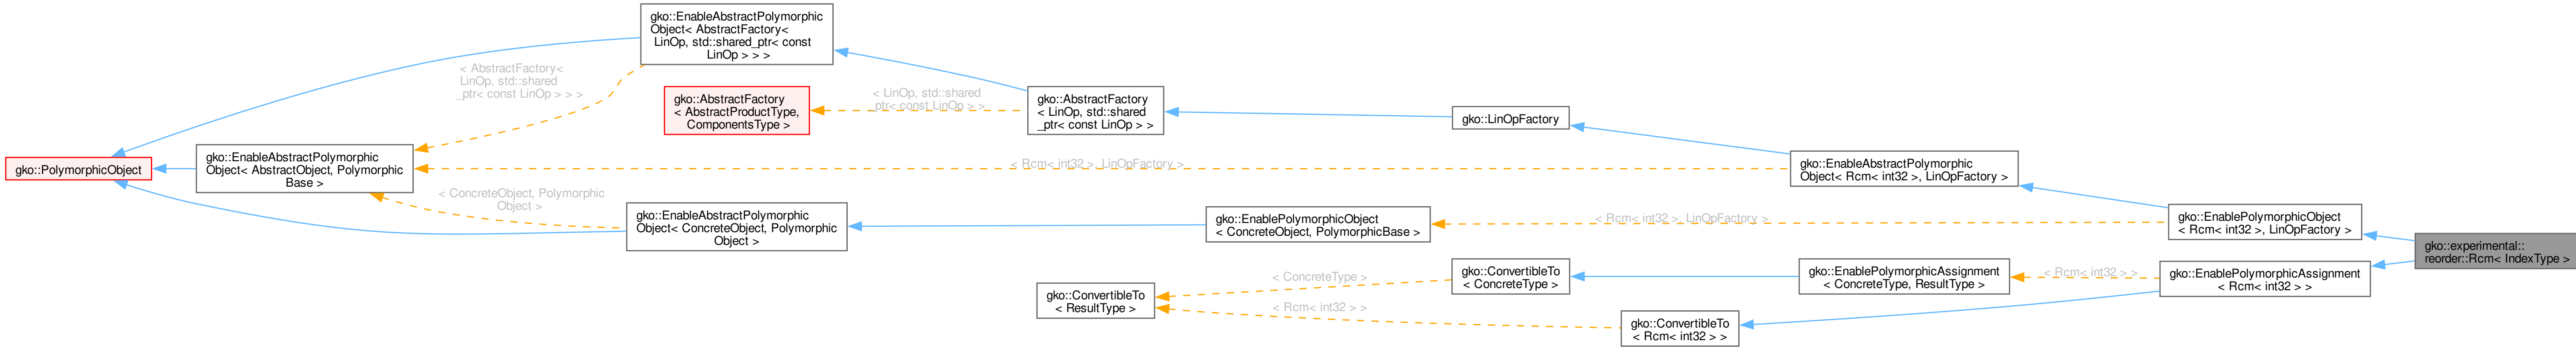 gko::EnableAbstractPolymorphic
Object< AbstractFactory<
LinOp, std::shared_ptr< const
LinOp > > >
< AbstractFactory<
LinOp, std::shared
_ptr< const LinOp > > >
gko::AbstractFactory
< AbstractProductType,
ComponentsType >
< LinOp, std::shared
_ptr< const LinOp > >
gko::AbstractFactory
< LinOp, std::shared
_ptr< const LinOp > >
gko::LinOpFactory
gko::PolymorphicObject
gko::EnableAbstractPolymorphic
Object< AbstractObject, Polymorphic
Base >
< Rcm< int32 >, LinOpFactory >
gko::EnableAbstractPolymorphic
Object< Rcm< int32 >, LinOpFactory >
< ConcreteObject, Polymorphic
Object >
gko::EnableAbstractPolymorphic
Object< ConcreteObject, Polymorphic
Object >
gko::EnablePolymorphicObject
< ConcreteObject, PolymorphicBase >
< Rcm< int32 >, LinOpFactory >
gko::EnablePolymorphicObject
< Rcm< int32 >, LinOpFactory >
gko::experimental::
reorder::Rcm< IndexType >
gko::ConvertibleTo
< ResultType >
< ConcreteType >
gko::ConvertibleTo
< ConcreteType >
gko::EnablePolymorphicAssignment
< ConcreteType, ResultType >
< Rcm< int32 > >
gko::EnablePolymorphicAssignment
< Rcm< int32 > >
< Rcm< int32 > >
gko::ConvertibleTo
< Rcm< int32 > >